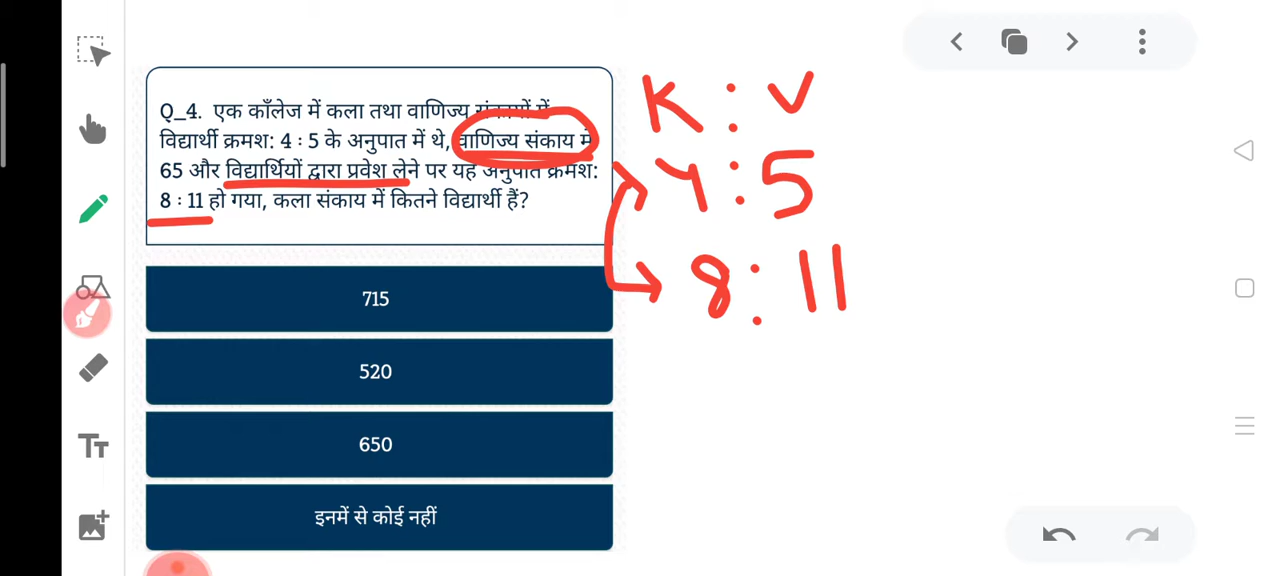 Q_4. एक कॉलेज में कला तथा वाणिज्य संकायों में
विद्यार्थी क्रमश: 4 : 5 के अनुपात में थे, वाणिज्य संकाय में
65 और विद्यार्थियों द्वारा प्रवेश लेने पर यह अनुपात क्रमश:
8 : 11 हो गया, कला संकाय में कितने विद्यार्थी हैं?
715
520
650
इनमें से कोई नहीं
K : V
4 : 5
8 : 11
Tт